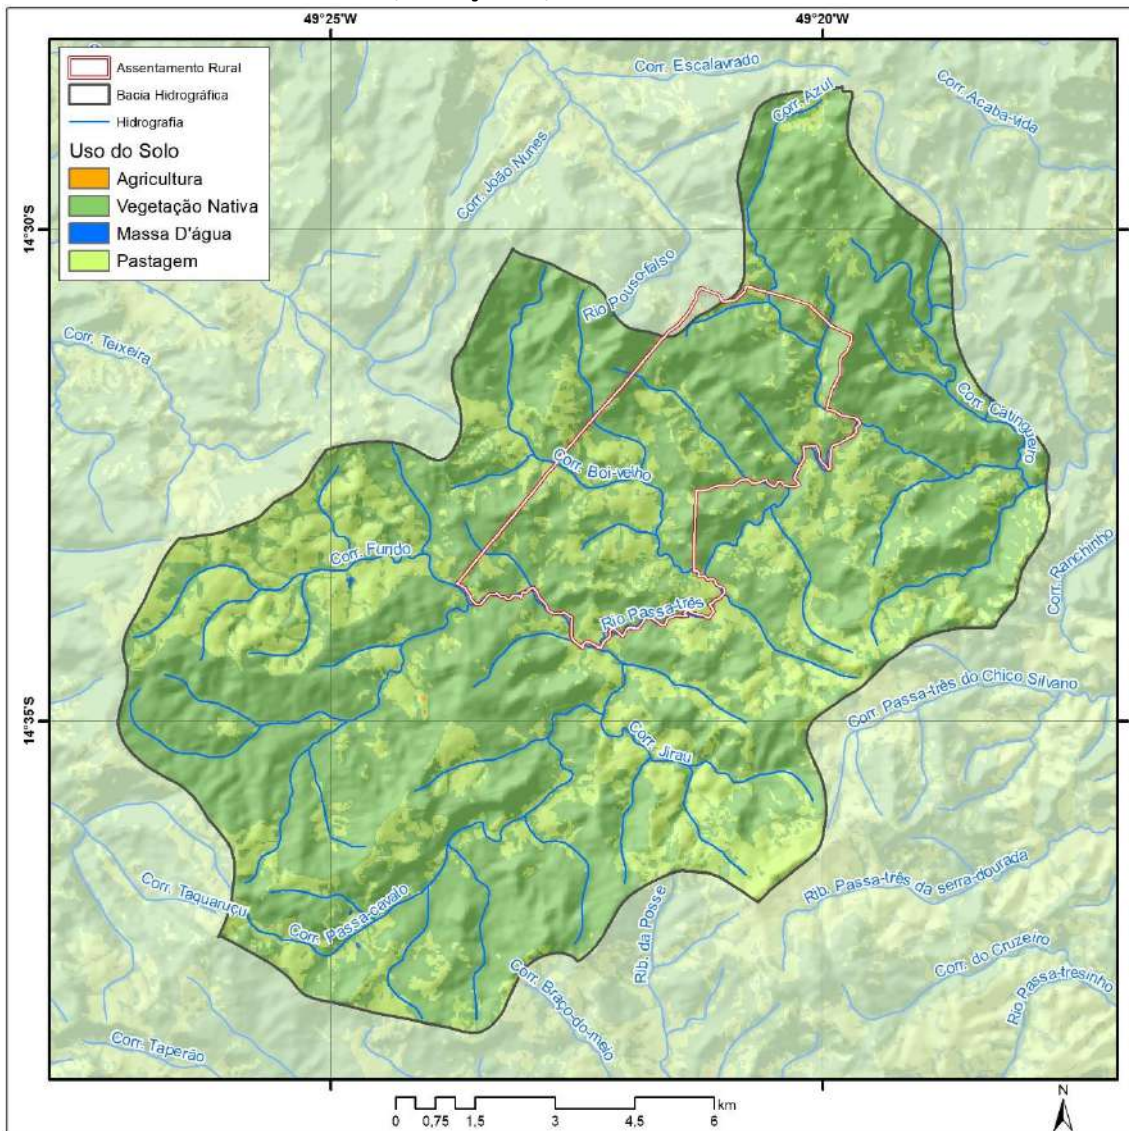 49°25'W
49°20'W
Assentamento Rural
Bacia Hidrográfica
Hidrografia
Uso do Solo
Agricultura
Vegetação Nativa
Massa D'água
Pastagem
Corr. Escalavrado
Corr. Azul
Corr. Acaba-vida
Corr. João Nunes
14°30'S
Rio Pouso-falso
Corr. Teixeira
Corr. Catingueiro
Corr. Boi-velho
Corr. Fundo
Corr. Ranchinho
Rio Passa-três
Corr. Passa-três do Chico Silvano
14°35'S
Corr. Jirau
Rib. Passa-três da serra-dourada
Corr. Taquaruçu
Corr. Passa-cavalo
Rib. da Posse
Corr. do Cruzeiro
Corr. Braço-do-meio
Rio Passa-tresinho
Corr. Taperão
N
km
0 0,75 1,5 3 4,5 6